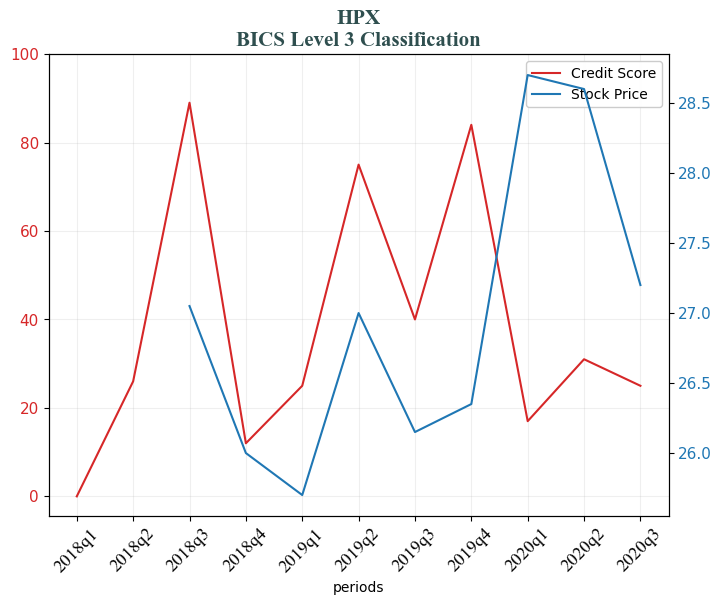 HPX
BICS Level 3 Classification
Credit Score
Stock Price
100
80
60
40
20
0
28.5
28.0
27.5
27.0
26.5
26.0
2018q1
2018q2
2018q3
2018q4
2019q1
2019q2
2019q3
2019q4
2020q1
2020q2
2020q3
periods